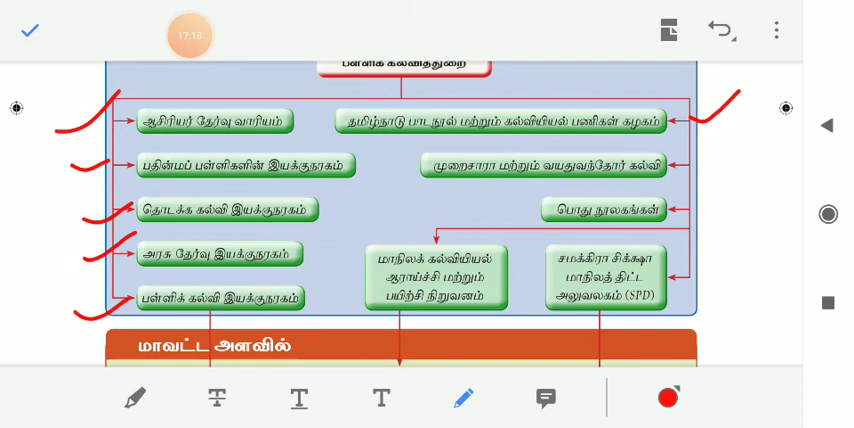 17:18
பள்ளிக் கல்வித்துறை
ஆசிரியர் தேர்வு வாரியம்
தமிழ்நாடு பாடநூல் மற்றும் கல்வியியல் பணிகள் கழகம்
பதின்மப் பள்ளிகளின் இயக்குநரகம்
முறைசாரா மற்றும் வயதுவந்தோர் கல்வி
தொடக்க கல்வி இயக்குநரகம்
பொது நூலகங்கள்
அரசு தேர்வு இயக்குநரகம்
மாநிலக் கல்வியியல்
ஆராய்ச்சி மற்றும்
பயிற்சி நிறுவனம்
சமக்கிரா சிக்ஷா
மாநிலத் திட்ட
அலுவலகம் (SPD)
பள்ளிக் கல்வி இயக்குநரகம்
மாவட்ட அளவில்